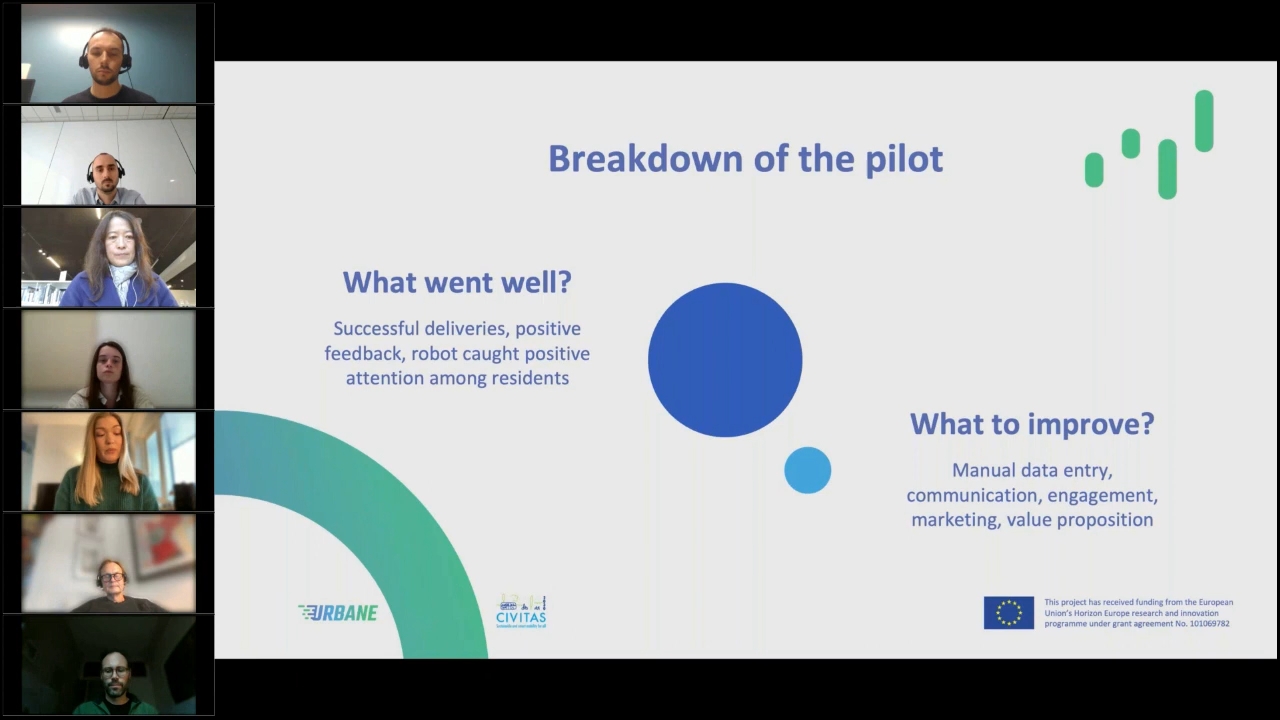 Breakdown of the pilot
What went well?
Successful deliveries, positive
feedback, robot caught positive
attention among residents
What to improve?
Manual data entry,
communication, engagement,
marketing, value proposition
URBANE
CIVITAS
This project has received funding from the European
Union's Horizon Europe research and innovation
programme under grant agreement No. 101069782